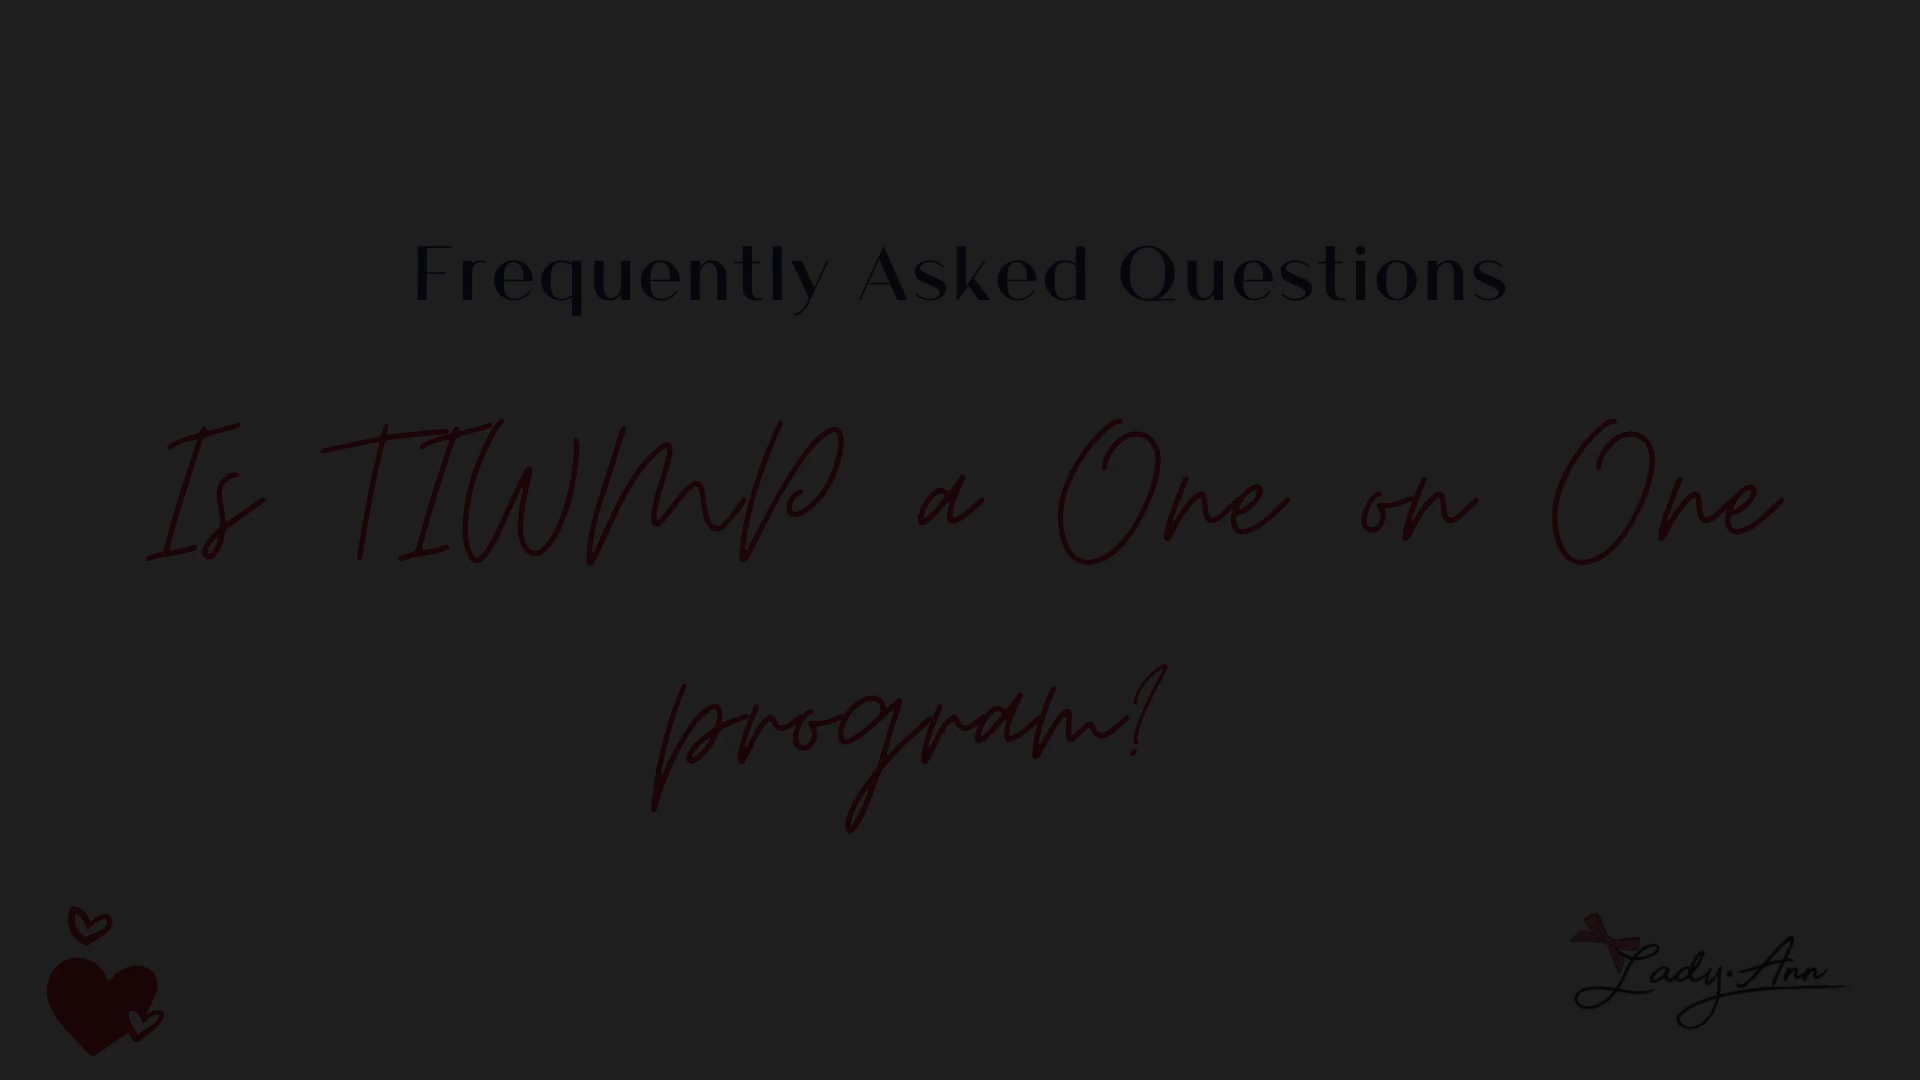 Frequently Asked Questions
Is TIWMP a One on One
program?
Lady.Ann